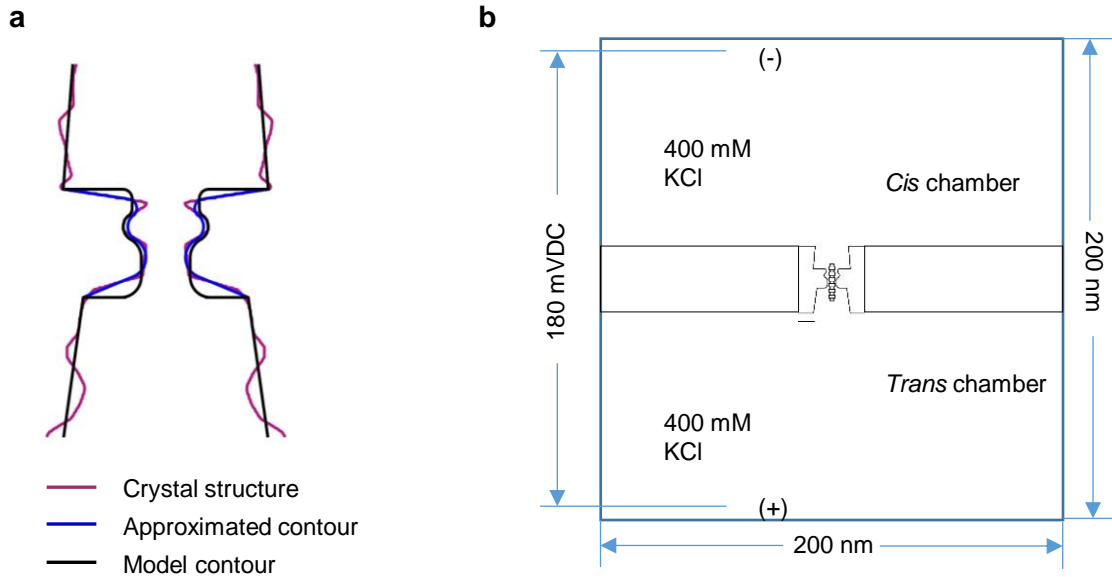 a
Crystal structure
Approximated contour
Model contour
b
(-)
400 mM
KCl
Cis chamber
180 mVDC
200 nm
Trans chamber
400 mM
KCl
(+)
200 nm